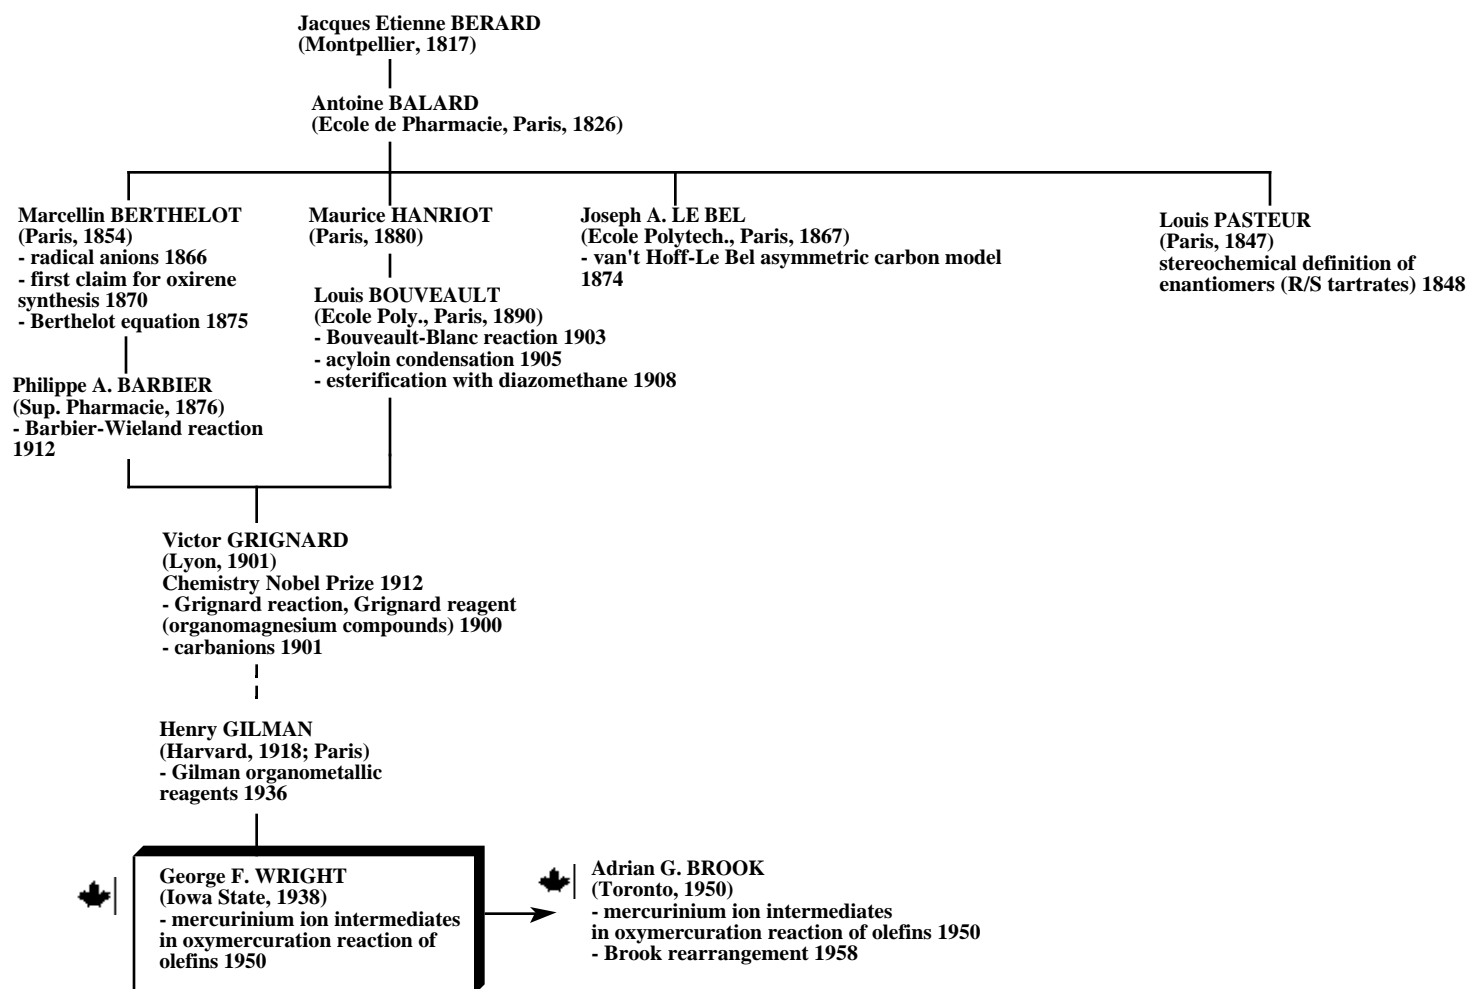 Jacques Etienne BERARD
(Montpellier, 1817)
Antoine BALARD
(Ecole de Pharmacie, Paris, 1826)
Marcellin BERTHELOT
(Paris, 1854)
- radical anions 1866
- first claim for oxirene
synthesis 1870
- Berthelot equation 1875
Maurice HANRIOT
(Paris, 1880)
Joseph A. LE BEL
(Ecole Polytech., Paris, 1867)
- van't Hoff-Le Bel asymmetric carbon model
1874
Louis PASTEUR
(Paris, 1847)
stereochemical definition of
enantiomers (R/S tartrates) 1848
Louis BOUVEAULT
(Ecole Poly., Paris, 1890)
- Bouveault-Blanc reaction 1903
- acyloin condensation 1905
- esterification with diazomethane 1908
Philippe A. BARBIER
(Sup. Pharmacie, 1876)
- Barbier-Wieland reaction
1912
Victor GRIGNARD
(Lyon, 1901)
Chemistry Nobel Prize 1912
- Grignard reaction, Grignard reagent
(organomagnesium compounds) 1900
- carbanions 1901
Henry GILMAN
(Harvard, 1918; Paris)
- Gilman organometallic
reagents 1936
George F. WRIGHT
(Iowa State, 1938)
- mercurinium ion intermediates
in oxymercuration reaction of
olefins 1950
Adrian G. BROOK
(Toronto, 1950)
- mercurinium ion intermediates
in oxymercuration reaction of olefins 1950
- Brook rearrangement 1958